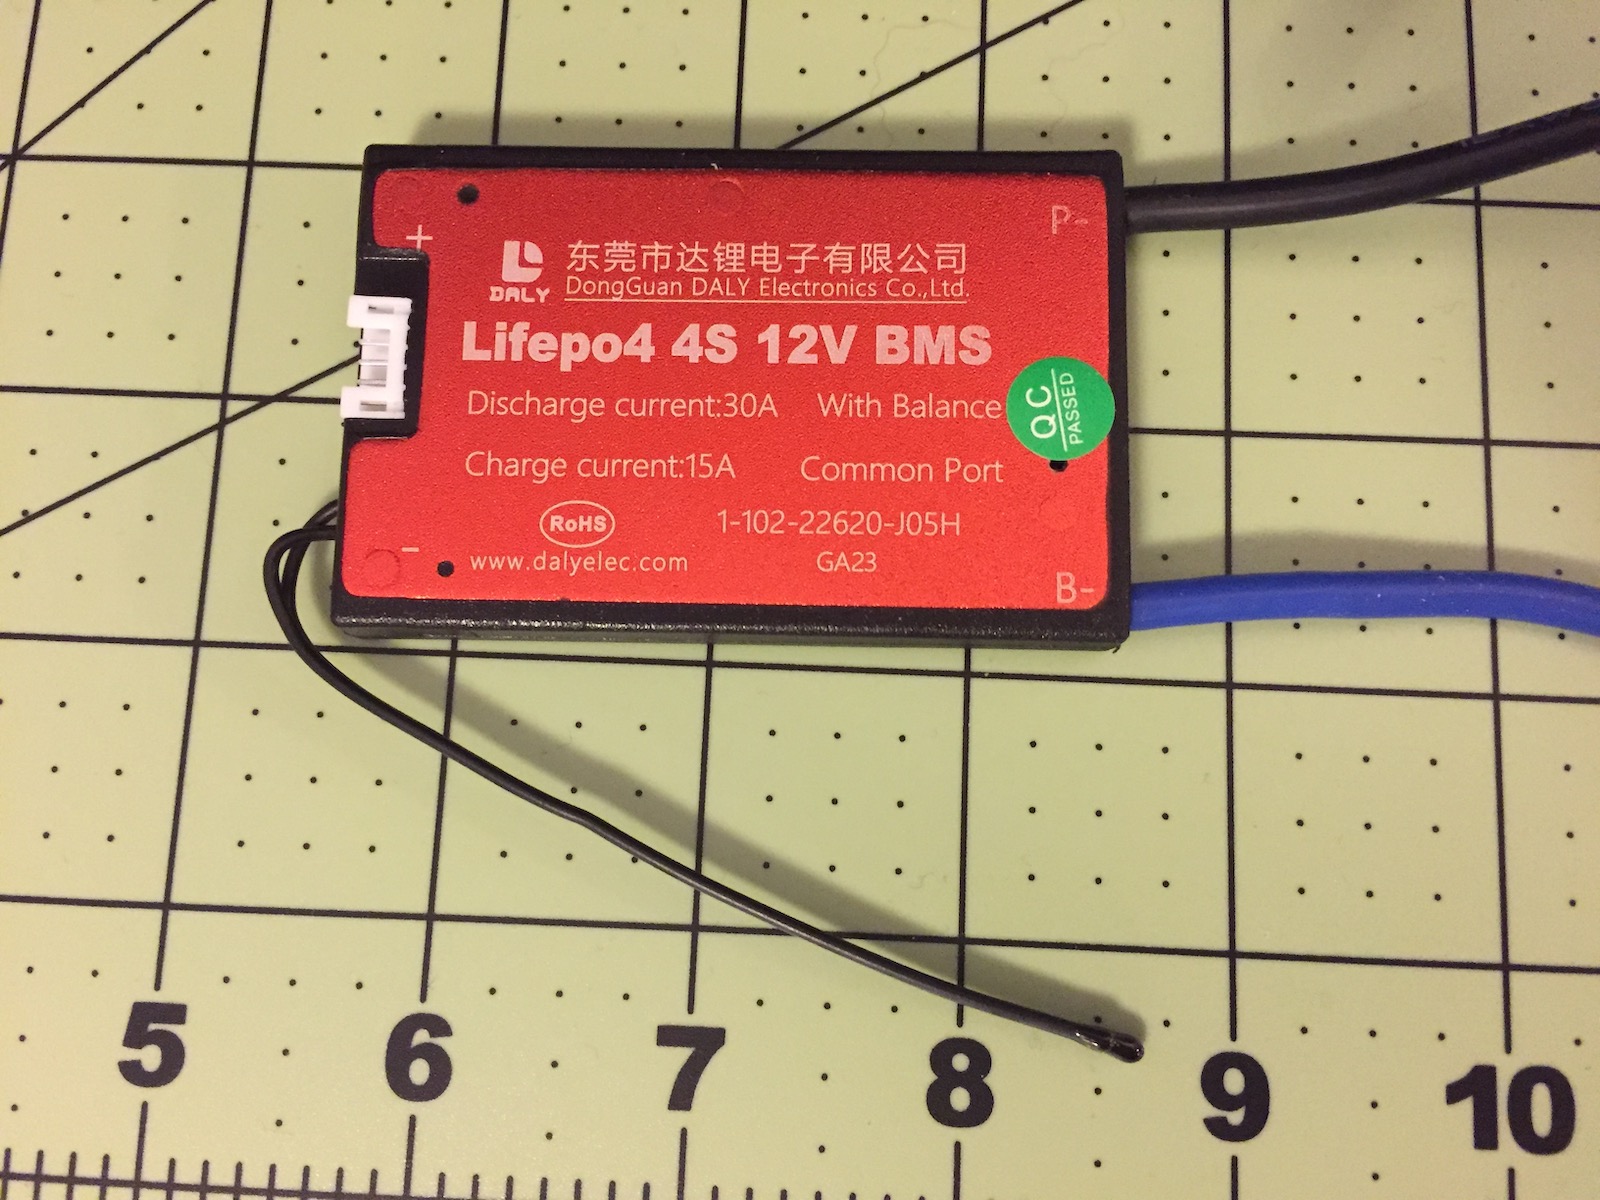 P-
+
东莞市达锂电子有限公司
DALY
DongGuan DALY Electronics Co.,Ltd.
Lifepo4 4S 12V BMS
Discharge current:30A With Balance
QC PASSED
Charge current:15A Common Port
RoHS
1-102-22620-J05H
-
www.dalyelec.com
GA23
B-
5 6 7 8 9 10